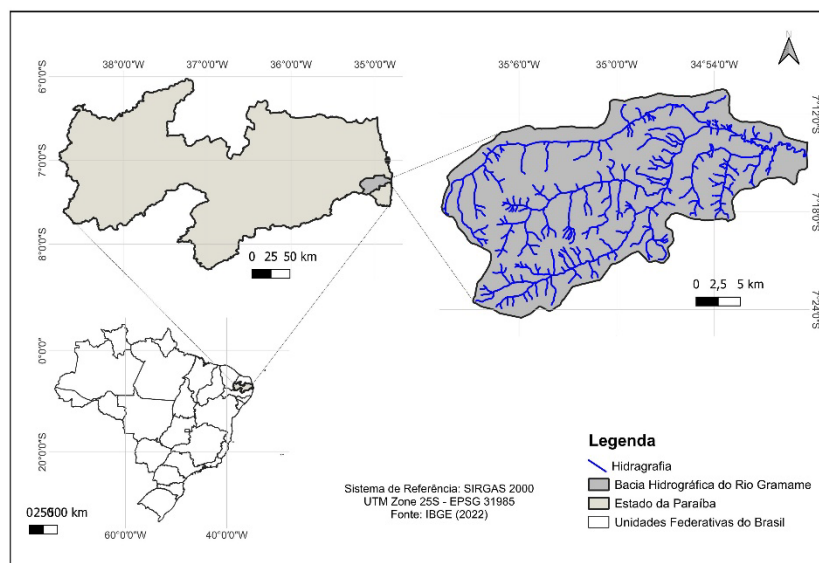 38°0'0"W 37°0'0"W 36°0'0"W 35°0'0"W
6°0'0"S
7°0'0"S
8°0'0"S
0 25 50 km
N
35°6'0"W 35°0'0"W 34°54'0"W
7°12'0"S
7°18'0"S
7°24'0"S
0 2,5 5 km
0°0'0"S
20°0'0"S
0250500 km
60°0'0"W 40°0'0"W
Sistema de Referência: SIRGAS 2000
UTM Zone 25S - EPSG 31985
Fonte: IBGE (2022)
Legenda
Hidragrafia
Bacia Hidrográfica do Rio Gramame
Estado da Paraíba
Unidades Federativas do Brasil